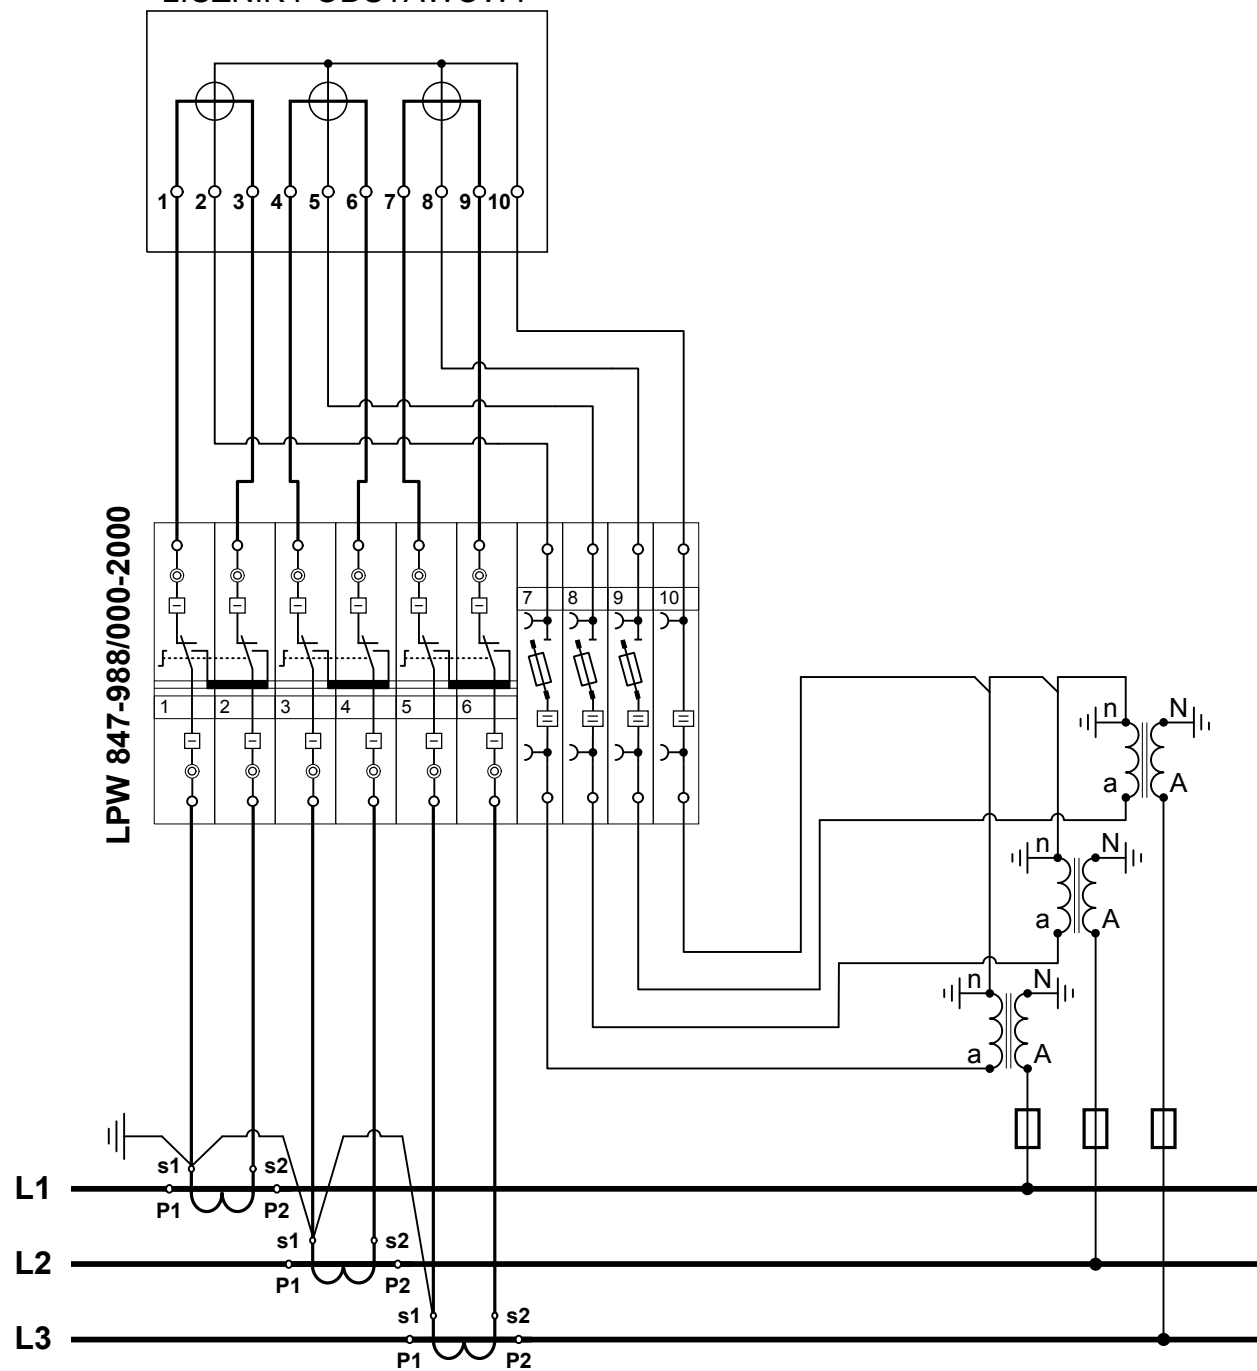 LICZNIK PODSTAWOWY
1 2 3 4 5 6 7 8 9 10
LPW 847-988/000-2000
7 8 9 10
1 2 3 4 5 6
n N
a A
n N
a A
n N
a A
s1 s2
L1
P1 P2
s1 s2
L2
P1 P2
s1 s2
L3
P1 P2